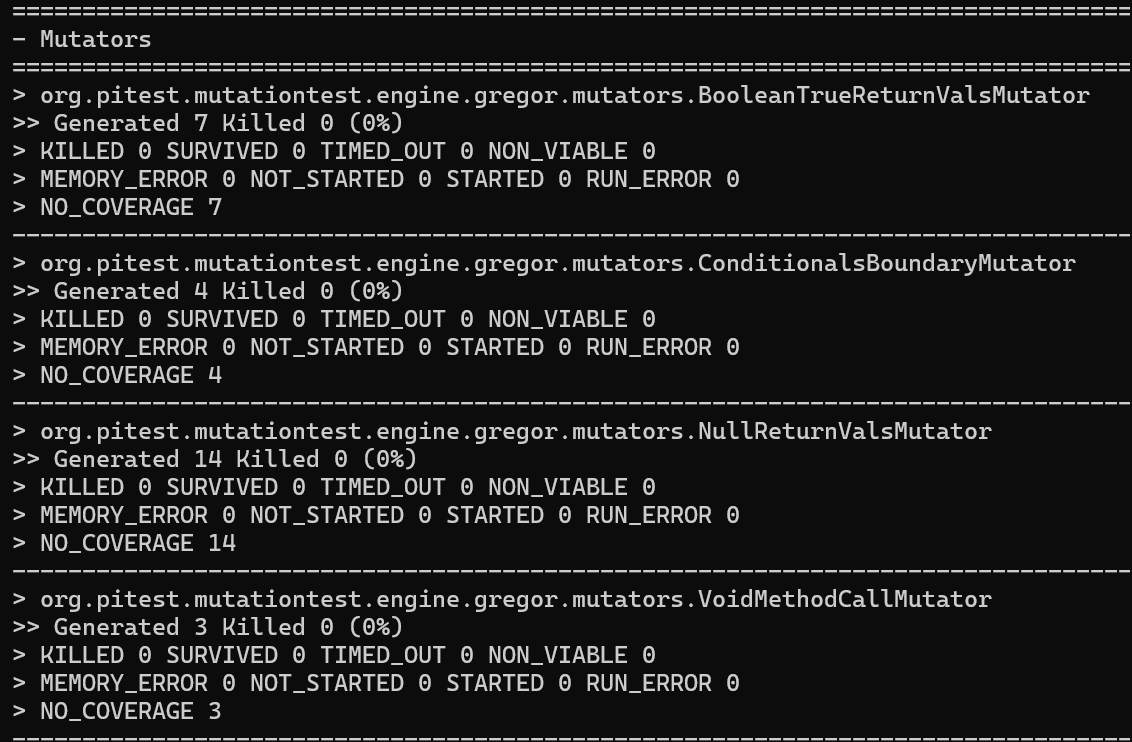 ================================================================================
- Mutators
================================================================================
> org.pitest.mutationtest.engine.gregor.mutators.BooleanTrueReturnValsMutator
>> Generated 7 Killed 0 (0%)
> KILLED 0 SURVIVED 0 TIMED_OUT 0 NON_VIABLE 0
> MEMORY_ERROR 0 NOT_STARTED 0 STARTED 0 RUN_ERROR 0
> NO_COVERAGE 7
--------------------------------------------------------------------------------
> org.pitest.mutationtest.engine.gregor.mutators.ConditionalsBoundaryMutator
>> Generated 4 Killed 0 (0%)
> KILLED 0 SURVIVED 0 TIMED_OUT 0 NON_VIABLE 0
> MEMORY_ERROR 0 NOT_STARTED 0 STARTED 0 RUN_ERROR 0
> NO_COVERAGE 4
--------------------------------------------------------------------------------
> org.pitest.mutationtest.engine.gregor.mutators.NullReturnValsMutator
>> Generated 14 Killed 0 (0%)
> KILLED 0 SURVIVED 0 TIMED_OUT 0 NON_VIABLE 0
> MEMORY_ERROR 0 NOT_STARTED 0 STARTED 0 RUN_ERROR 0
> NO_COVERAGE 14
--------------------------------------------------------------------------------
> org.pitest.mutationtest.engine.gregor.mutators.VoidMethodCallMutator
>> Generated 3 Killed 0 (0%)
> KILLED 0 SURVIVED 0 TIMED_OUT 0 NON_VIABLE 0
> MEMORY_ERROR 0 NOT_STARTED 0 STARTED 0 RUN_ERROR 0
> NO_COVERAGE 3
--------------------------------------------------------------------------------